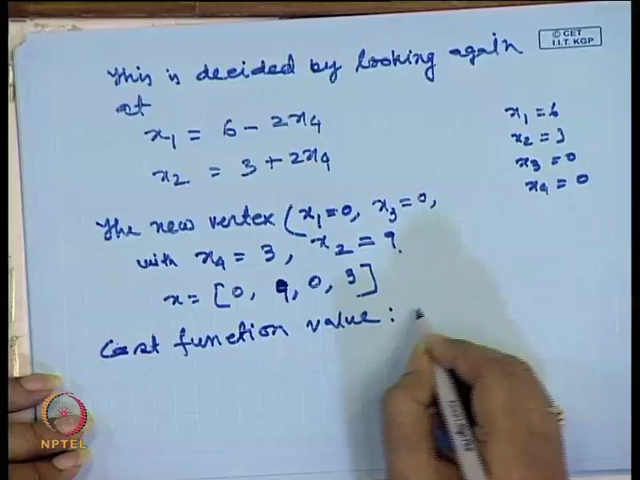 © CET
I.I.T. KGP
This is decided by looking again
at
x₁ = 6 - 2x₄
x₂ = 3 + 2x₄
x₁ = 6
x₂ = 3
x₃ = 0
x₄ = 0
The new vertex (x₁ = 0, x₃ = 0,
with x₄ = 3, x₂ = 9.
x = [0, 9, 0, 3]
Cost function value :
NPTEL